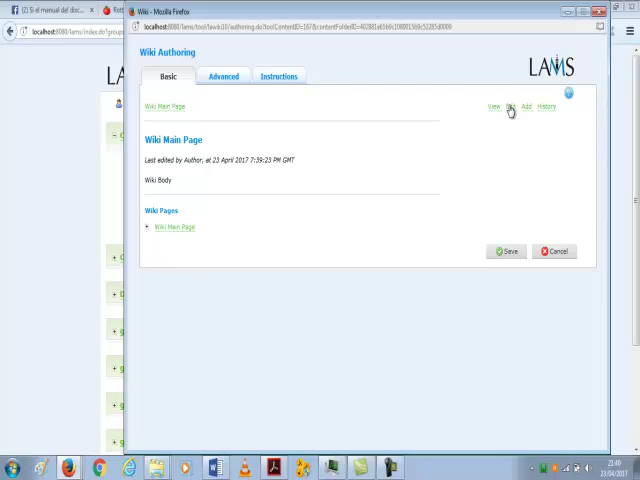 Wiki - Mozilla Firefox
(2) Si el manual del disc...
localhost:8080/lams/index.do?group
localhost:8080/lams/tool/lawiki10/authoring.do?toolContentID=167&contentFolderID=
Wiki Authoring
LAMS
Basic
Advanced
Instructions
Wiki Main Page
View
Add
History
Wiki Main Page
Last edited by Author, at 23 April 2017 7:39:23 PM GMT
Wiki Body
Wiki Pages
Wiki Main Page
Save
Cancel
21:40
23/04/2017